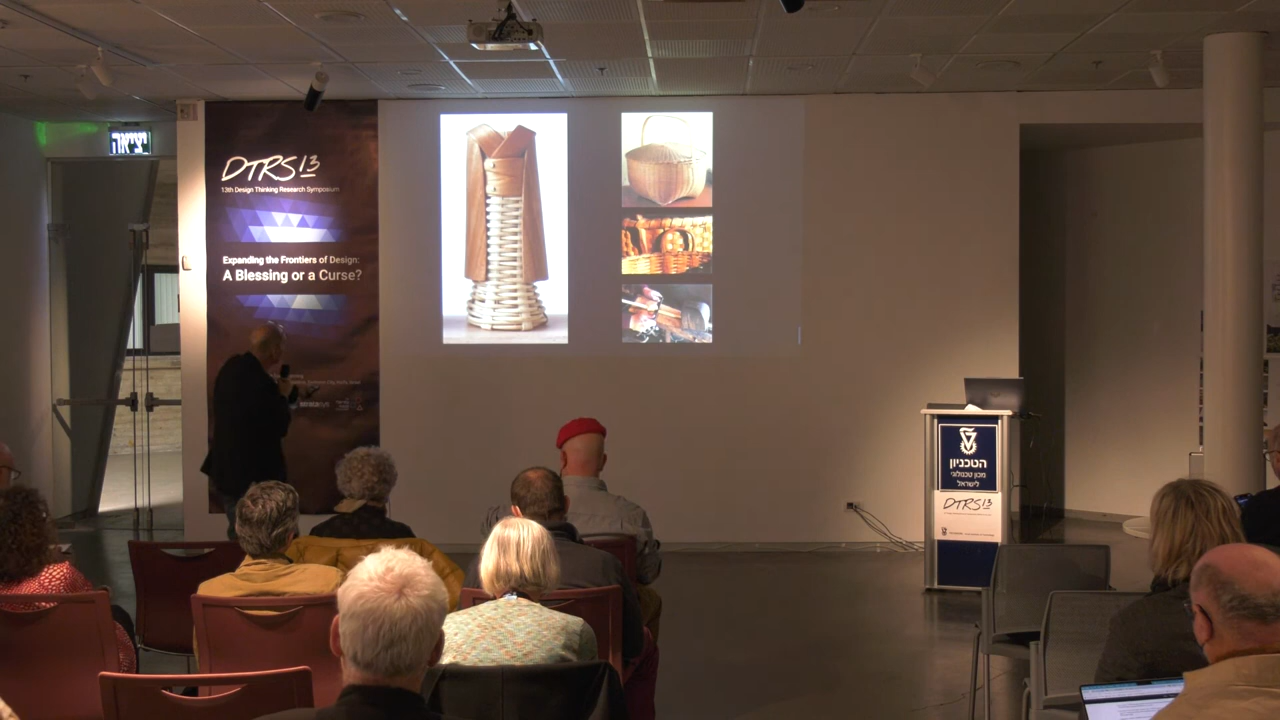 יציאה
DTRS13
13th Design Thinking Research Symposium
Expanding the Frontiers of Design:
A Blessing or a Curse?
הטכניון
מכון טכנולוגי
לישראל
DTRS13